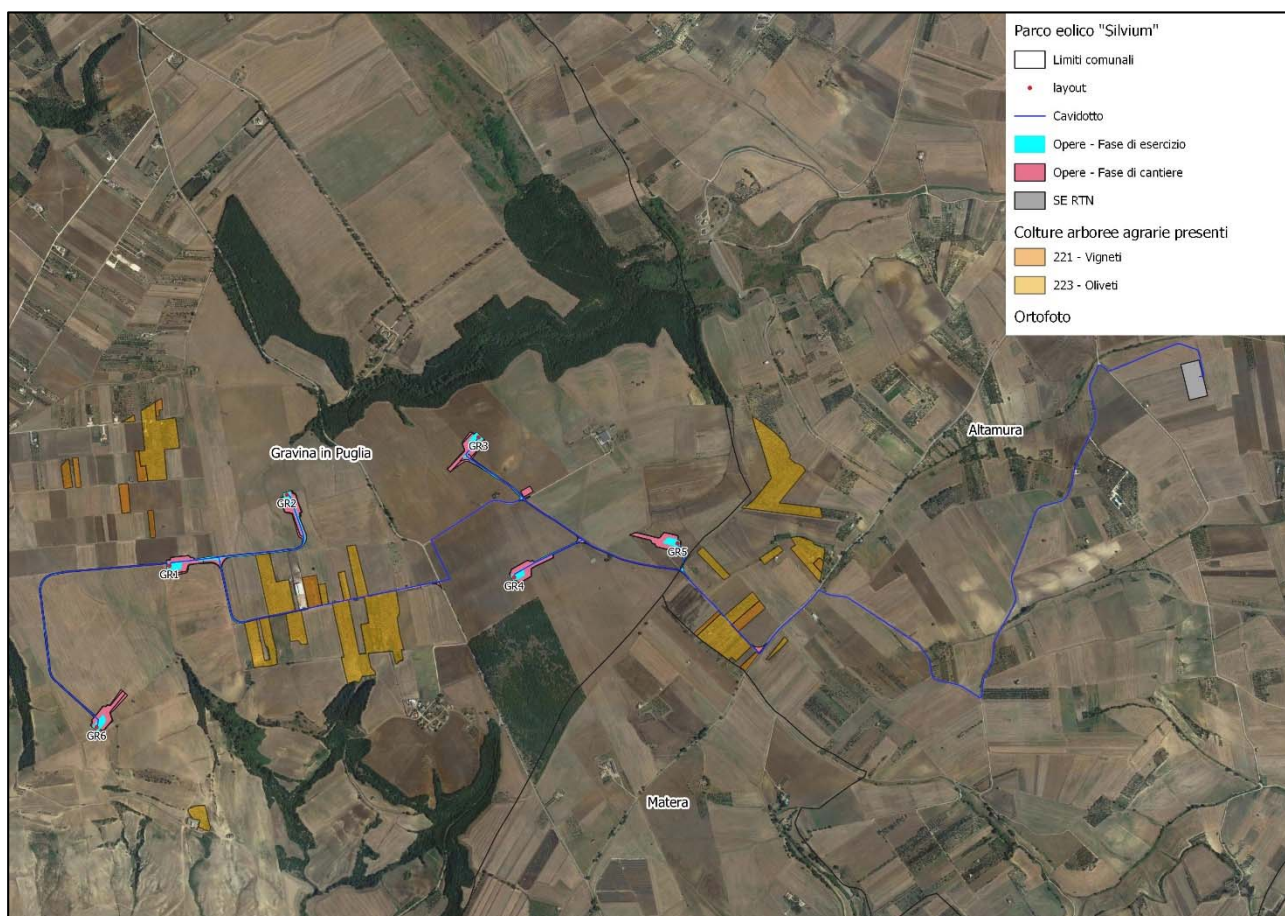 Parco eolico "Silvium"
Limiti comunali
layout
Cavidotto
Opere - Fase di esercizio
Opere - Fase di cantiere
SE RTN
Colture arboree agrarie presenti
221 - Vigneti
223 - Oliveti
Ortofoto
Altamura
GR3
Gravina in Puglia
GR2
GR5
GR1
GR4
GR6
Matera